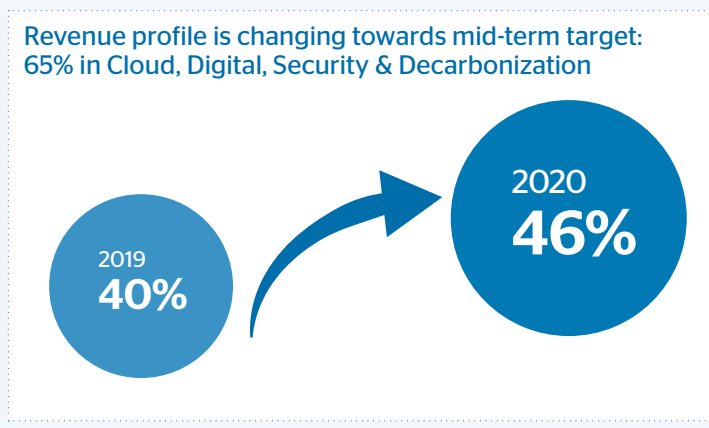 Revenue profile is changing towards mid-term target:
65% in Cloud, Digital, Security & Decarbonization
2019
40%
2020
46%